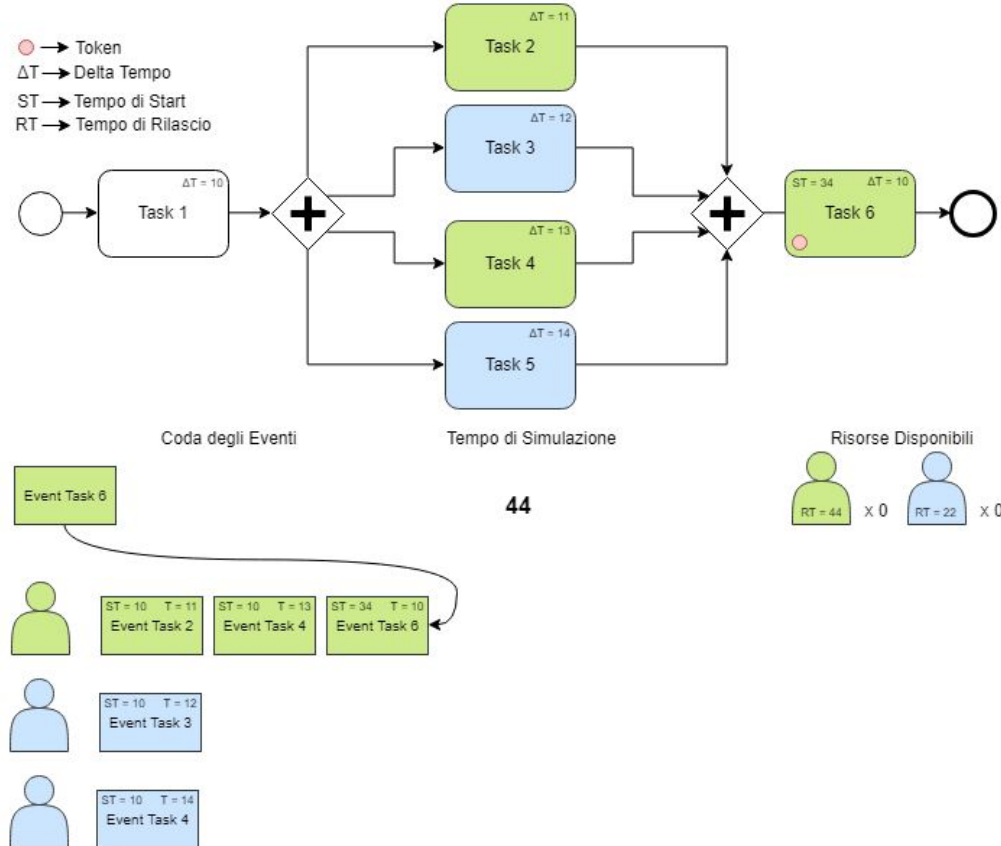 ΔT = 11
Task 2
Token
ΔT Delta Tempo
ST Tempo di Start
RT Tempo di Rilascio
ΔT = 12
Task 3
ΔT = 10
Task 1
ST = 34 ΔT = 10
Task 6
ΔT = 13
Task 4
ΔT = 14
Task 5
Coda degli Eventi
Tempo di Simulazione
Risorse Disponibili
Event Task 6
44
RT = 44 X 0
RT = 22 X 0
ST = 10 T = 11
Event Task 2
ST = 10 T = 13
Event Task 4
ST = 34 T = 10
Event Task 6
ST = 10 T = 12
Event Task 3
ST = 10 T = 14
Event Task 4